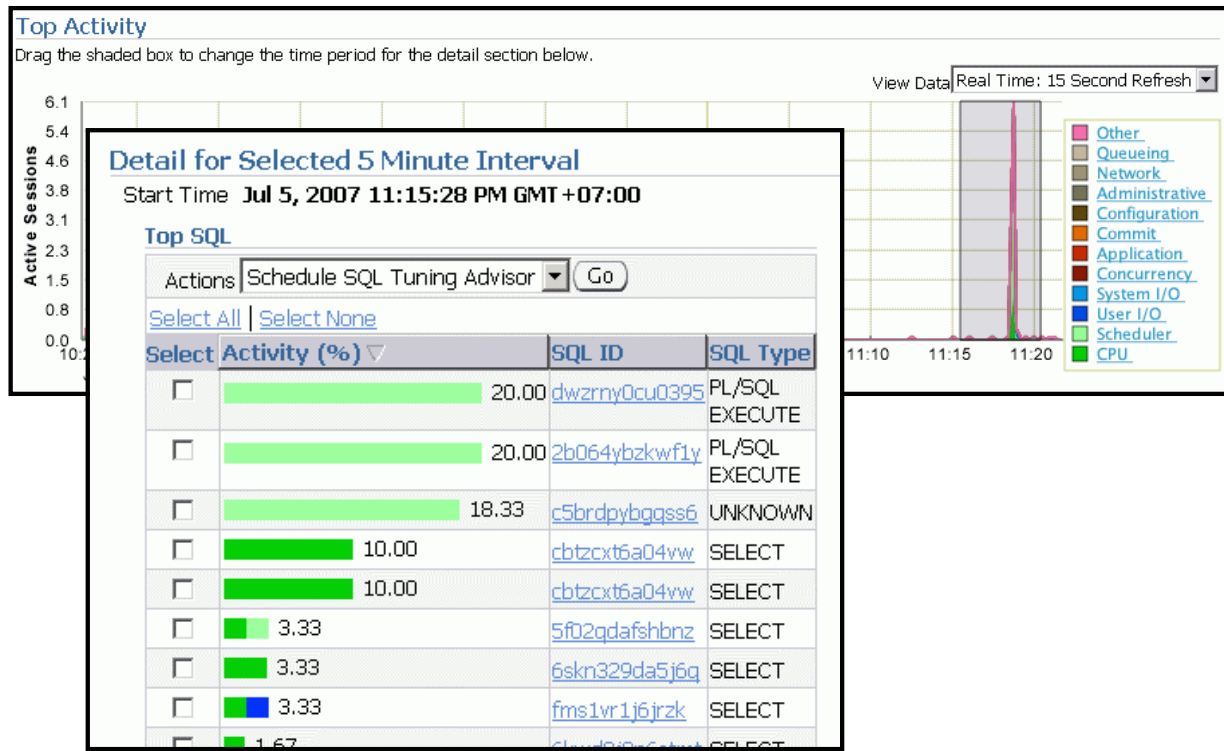 Top Activity
Drag the shaded box to change the time period for the detail section below.
View Data Real Time: 15 Second Refresh
6.1
5.4
4.6
3.8
3.1
2.3
1.5
0.8
0.0
Active Sessions
11:10 11:15 11:20
Other
Queueing
Network
Administrative
Configuration
Commit
Application
Concurrency
System I/O
User I/O
Scheduler
CPU
Detail for Selected 5 Minute Interval
Start Time Jul 5, 2007 11:15:28 PM GMT+07:00
Top SQL
Actions Schedule SQL Tuning Advisor Go
Select All | Select None
Select Activity (%) SQL ID SQL Type
20.00 dwzrny0cu0395 PL/SQL
EXECUTE
20.00 2b064ybzkwf1y PL/SQL
EXECUTE
18.33 c5brdpybgqss6 UNKNOWN
10.00 cbtzcxt6a04vw SELECT
10.00 cbtzcxt6a04vw SELECT
3.33 5f02qdafshbnz SELECT
3.33 6skn329da5j6q SELECT
3.33 fms1vr1j6jrzk SELECT
1.67 SELECT